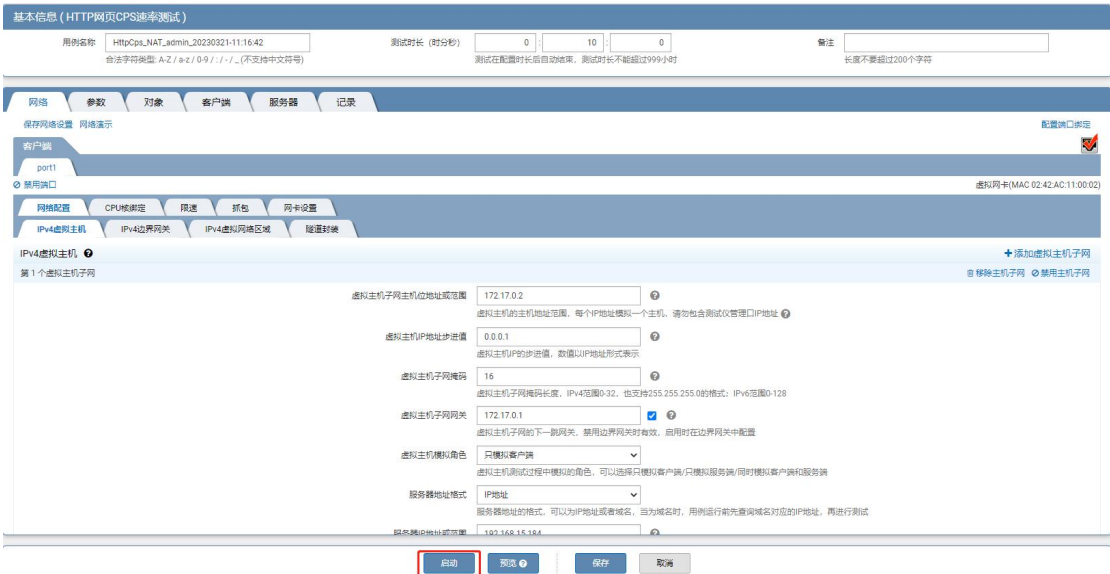 基本信息 ( HTTP网页CPS速率测试 )
用例名称 HttpCps_NAT_admin_20230321-11:16:42 测试时长 (时分秒) 0 : 10 : 0 备注
合法字符类型: A-Z / a-z / 0-9 / : / - / _ (不支持中文符号) 测试在配置时长后自动结束, 测试时长不能超过999小时 长度不要超过200个字符
网络 参数 对象 客户端 服务器 记录
保存网络设置 网络演示 配置端口绑定
客户端
port1
禁用端口 虚拟网卡(MAC 02:42:AC:11:00:02)
网络配置 CPU核绑定 限速 抓包 网卡设置
IPv4虚拟主机 IPv4边界网关 IPv4虚拟网络区域 隧道封装
IPv4虚拟主机 +添加虚拟主机子网
第 1 个虚拟主机子网 移除主机子网 禁用主机子网
虚拟主机子网主机位地址或范围 172.17.0.2
虚拟主机的主机地址范围, 每个IP地址模拟一个主机, 请勿包含测试仪管理口IP地址
虚拟主机IP地址步进值 0.0.0.1
虚拟主机IP的步进值, 数值以IP地址形式表示
虚拟主机子网掩码 16
虚拟主机子网掩码长度, IPv4范围0-32, 也支持255.255.255.0的格式; IPv6范围0-128
虚拟主机子网网关 172.17.0.1
虚拟主机子网的下一跳网关, 禁用边界网关时有效, 启用时在边界网关中配置
虚拟主机模拟角色 只模拟客户端
虚拟主机测试过程中模拟的角色, 可以选择只模拟客户端/只模拟服务端/同时模拟客户端和服务端
服务器地址格式 IP地址
服务器地址的格式, 可以为IP地址或者域名, 当为域名时, 用例运行前先查询域名对应的IP地址, 再进行测试
服务器IP地址或范围 192.168.15.184
启动 预览 保存 取消